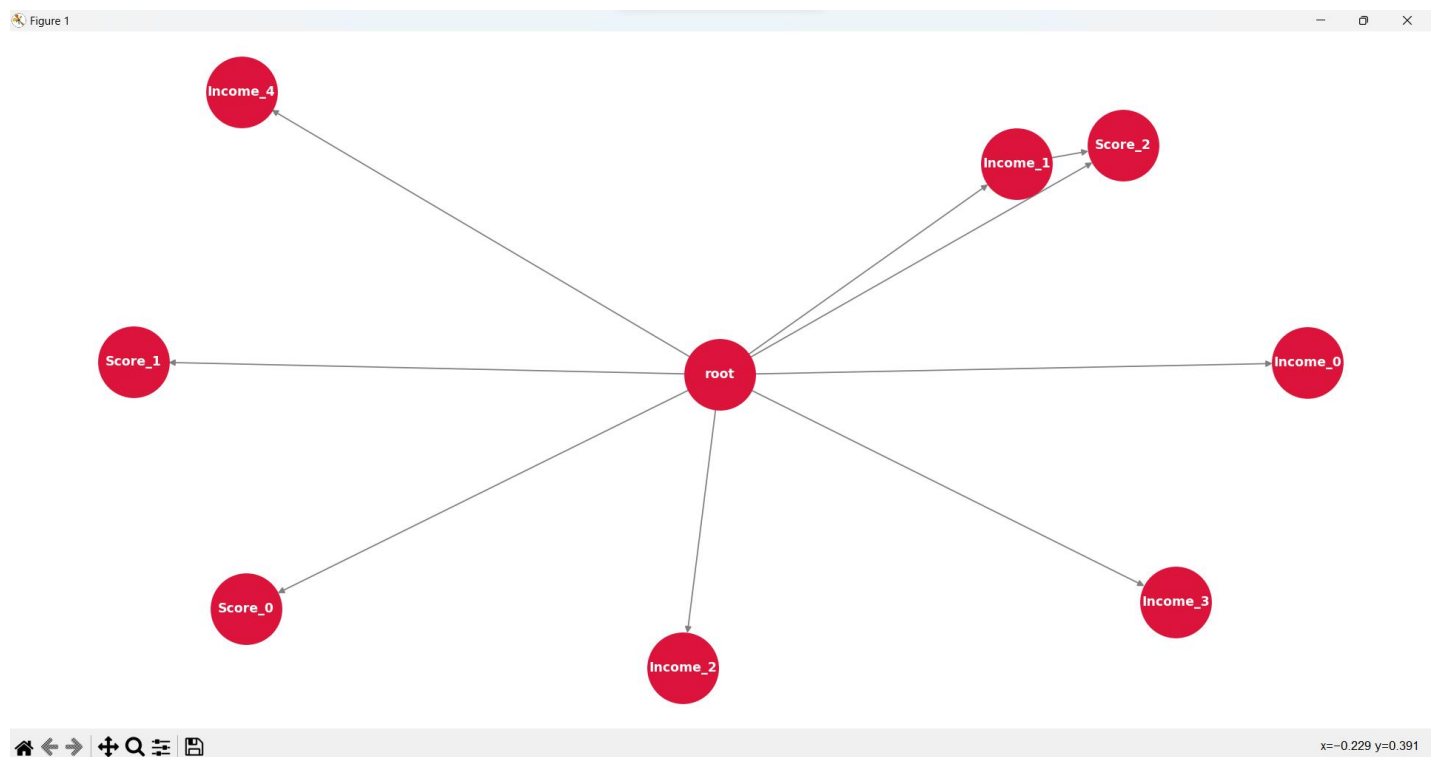 Figure 1
Income_4
Score_2
Income_1
Score_1
Income_0
root
Score_0
Income_3
Income_2
x=−0.229 y=0.391